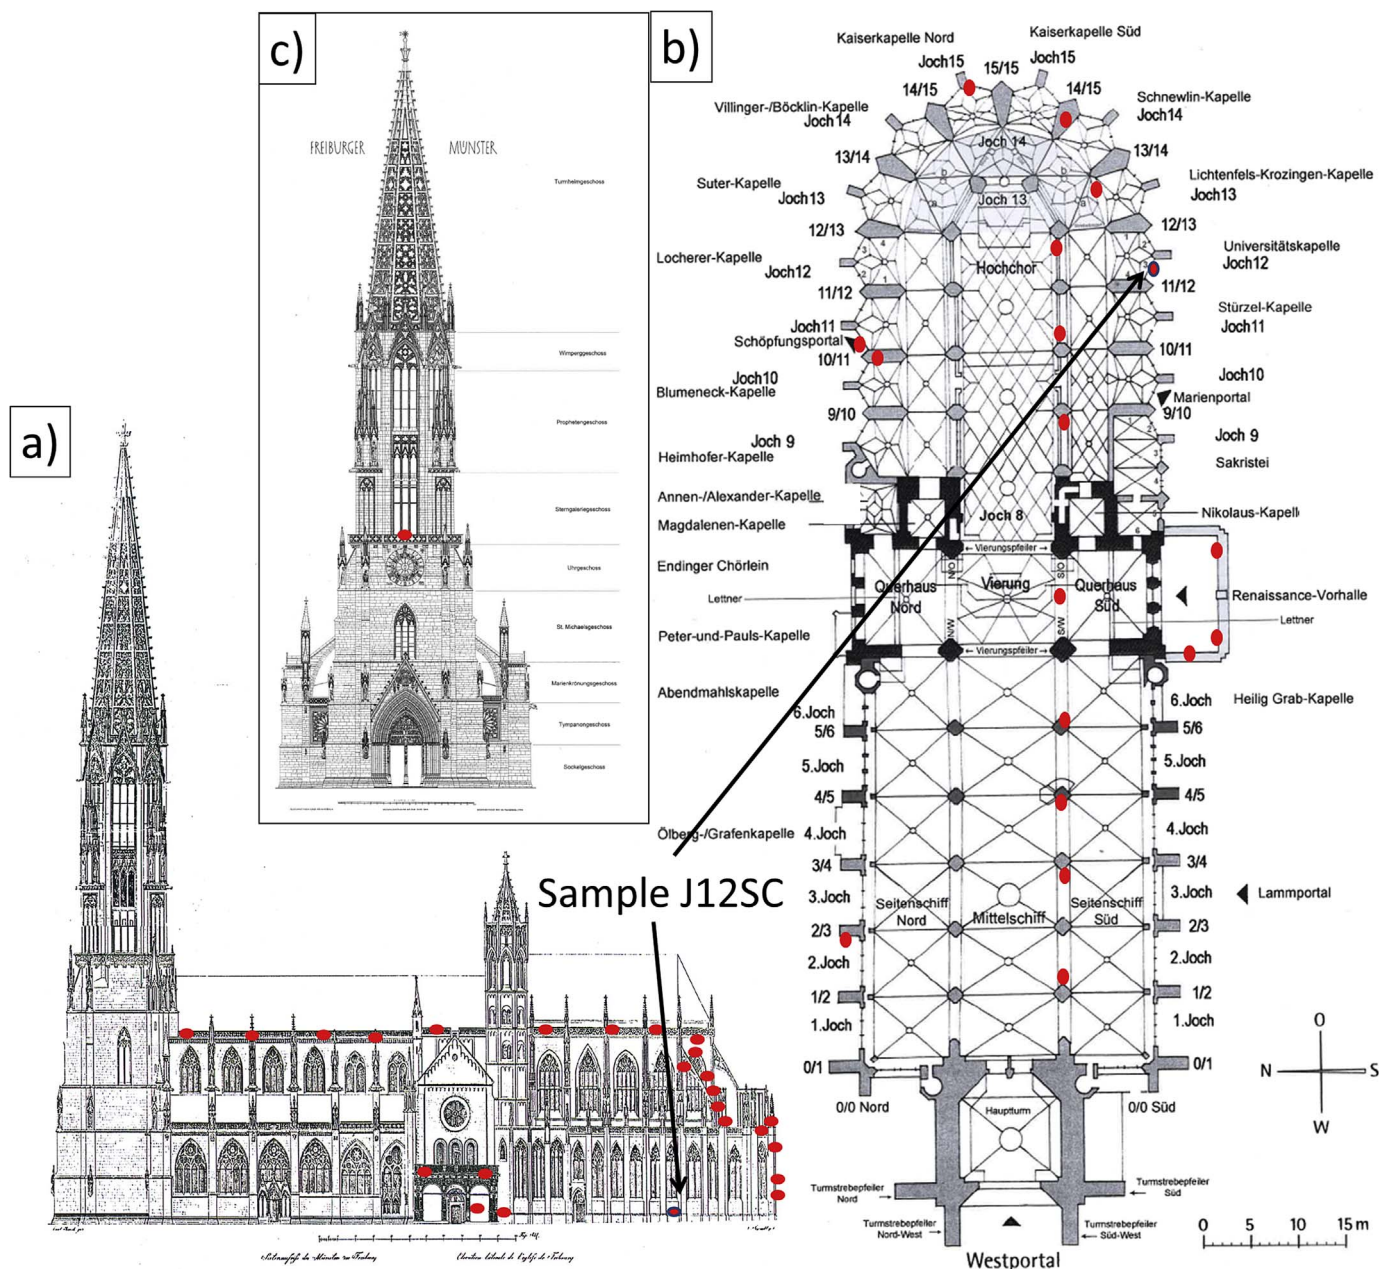 c)
FREIBURGER MÜNSTER
Turmhelmgeschoss
Wimperggeschoss
Prophetengeschoss
Sterngaleriegeschoss
Uhrgeschoss
St. Michaelsgeschoss
Marienkrönungsgeschoss
Tympanongeschoss
Sockelgeschoss
a)
Sample J12SC
b)
Kaiserkapelle Nord
Joch15
Kaiserkapelle Süd
Joch15
15/15
14/15
14/15
Villinger-/Böcklin-Kapelle
Joch14
Schnewlin-Kapelle
Joch14
Joch 14
13/14
13/14
Suter-Kapelle
Joch13
Lichtenfels-Krozingen-Kapelle
Joch13
Joch 13
b
b
a
a
12/13
12/13
Locherer-Kapelle
Joch12
Universitätskapelle
Joch12
Hochchor
11/12
11/12
Joch11
Schöpfungsportal
Stürzel-Kapelle
Joch11
10/11
10/11
Joch10
Blumeneck-Kapelle
Joch10
Marienportal
9/10
9/10
Joch 9
Heimhofer-Kapelle
Joch 9
Sakristei
Annen-/Alexander-Kapelle
Magdalenen-Kapelle
Joch 8
Nikolaus-Kapell
Endinger Chörlein
← Vierungspfeiler →
N/O
S/O
Querhaus
Nord
Vierung
Querhaus
Süd
Lettner
Renaissance-Vorhalle
Lettner
N/W
S/W
Peter-und-Pauls-Kapelle
← Vierungspfeiler →
Abendmahlskapelle
6.Joch
6.Joch
Heilig Grab-Kapelle
5/6
5/6
5.Joch
5.Joch
4/5
4/5
Ölberg-/Grafenkapelle
4.Joch
4.Joch
3/4
3/4
3.Joch
3.Joch
Lammportal
Seitenschiff
Nord
Mittelschiff
Seitenschiff
Süd
2/3
2/3
2.Joch
2.Joch
1/2
1/2
1.Joch
1.Joch
0/1
0/1
0/0 Nord
0/0 Süd
Hauptturm
O
N
S
W
Turmstrebepfeiler
Nord
Turmstrebepfeiler
Süd
Turmstrebepfeiler
Nord-West
Turmstrebepfeiler
Süd-West
Westportal
0 5 10 15 m